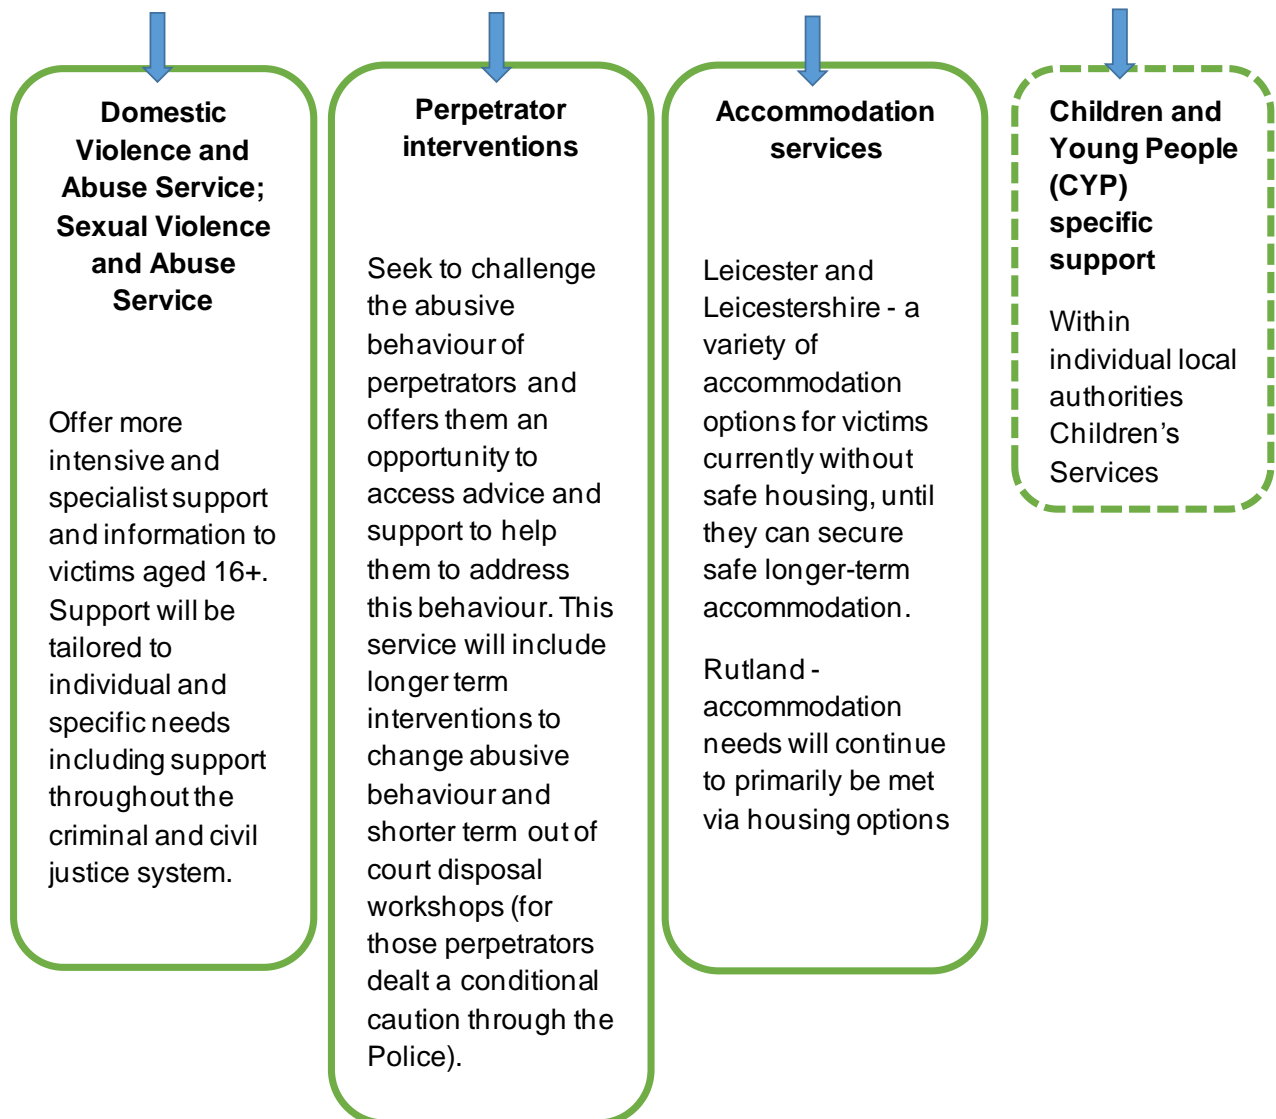 Domestic
Violence and
Abuse Service;
Sexual Violence
and Abuse
Service
Offer more
intensive and
specialist support
and information to
victims aged 16+.
Support will be
tailored to
individual and
specific needs
including support
throughout the
criminal and civil
justice system.
Perpetrator
interventions
Seek to challenge
the abusive
behaviour of
perpetrators and
offers them an
opportunity to
access advice and
support to help
them to address
this behaviour. This
service will include
longer term
interventions to
change abusive
behaviour and
shorter term out of
court disposal
workshops (for
those perpetrators
dealt a conditional
caution through the
Police).
Accommodation
services
Leicester and
Leicestershire - a
variety of
accommodation
options for victims
currently without
safe housing, until
they can secure
safe longer-term
accommodation.
Rutland -
accommodation
needs will continue
to primarily be met
via housing options
Children and
Young People
(CYP)
specific
support
Within
individual local
authorities
Children’s
Services